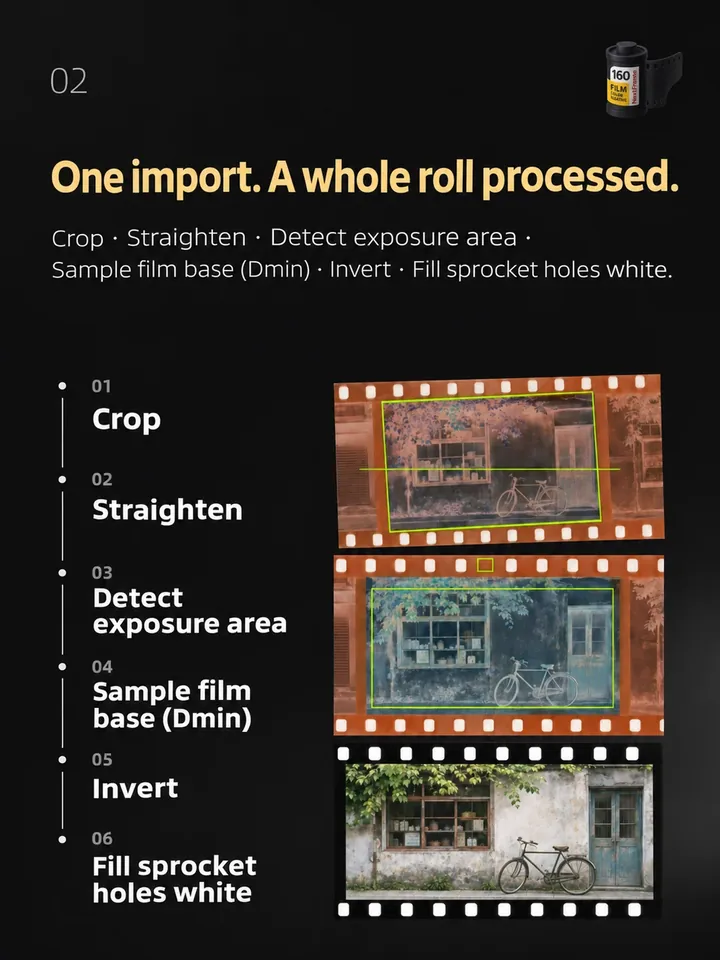 02
160
FILM
One import. A whole roll processed.
Crop · Straighten · Detect exposure area ·
Sample film base (Dmin) · Invert · Fill sprocket holes white.
01
Crop
02
Straighten
03
Detect
exposure area
04
Sample film
base (Dmin)
05
Invert
06
Fill sprocket
holes white